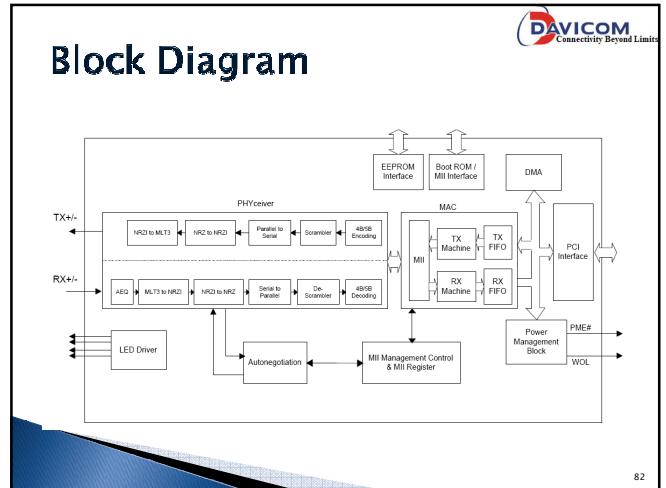 DAVICOM
Connectivity Beyond Limits
Block Diagram
EEPROM
Interface
Boot ROM /
MII Interface
DMA
PHYceiver
MAC
TX+/-
NRZI to MLT3
NRZ to NRZI
Parallel to
Serial
Scrambler
4B/5B
Encoding
MII
TX
Machine
TX
FIFO
PCI
Interface
RX+/-
AEQ
MLT3 to NRZI
NRZI to NRZ
Serial to
Parallel
De-
Scrambler
4B/5B
Decoding
RX
Machine
RX
FIFO
LED Driver
Autonegotiation
MII Management Control
& MII Register
Power
Management
Block
PME#
WOL
82